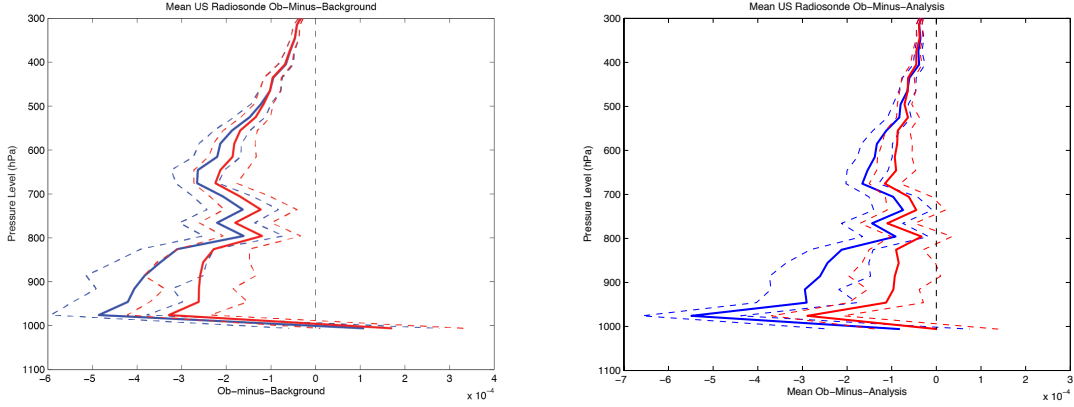 Mean US Radiosonde Ob−Minus−Background
300
400
500
600
700
800
900
1000
1100
Pressure Level (hPa)
−6 −5 −4 −3 −2 −1 0 1 2 3 4
Ob−minus−Background
x 10⁻⁴
Mean US Radiosonde Ob−Minus−Analysis
300
400
500
600
700
800
900
1000
1100
Pressure Level (hPa)
−7 −6 −5 −4 −3 −2 −1 0 1 2 3
Mean Ob−Minus−Analysis
x 10⁻⁴